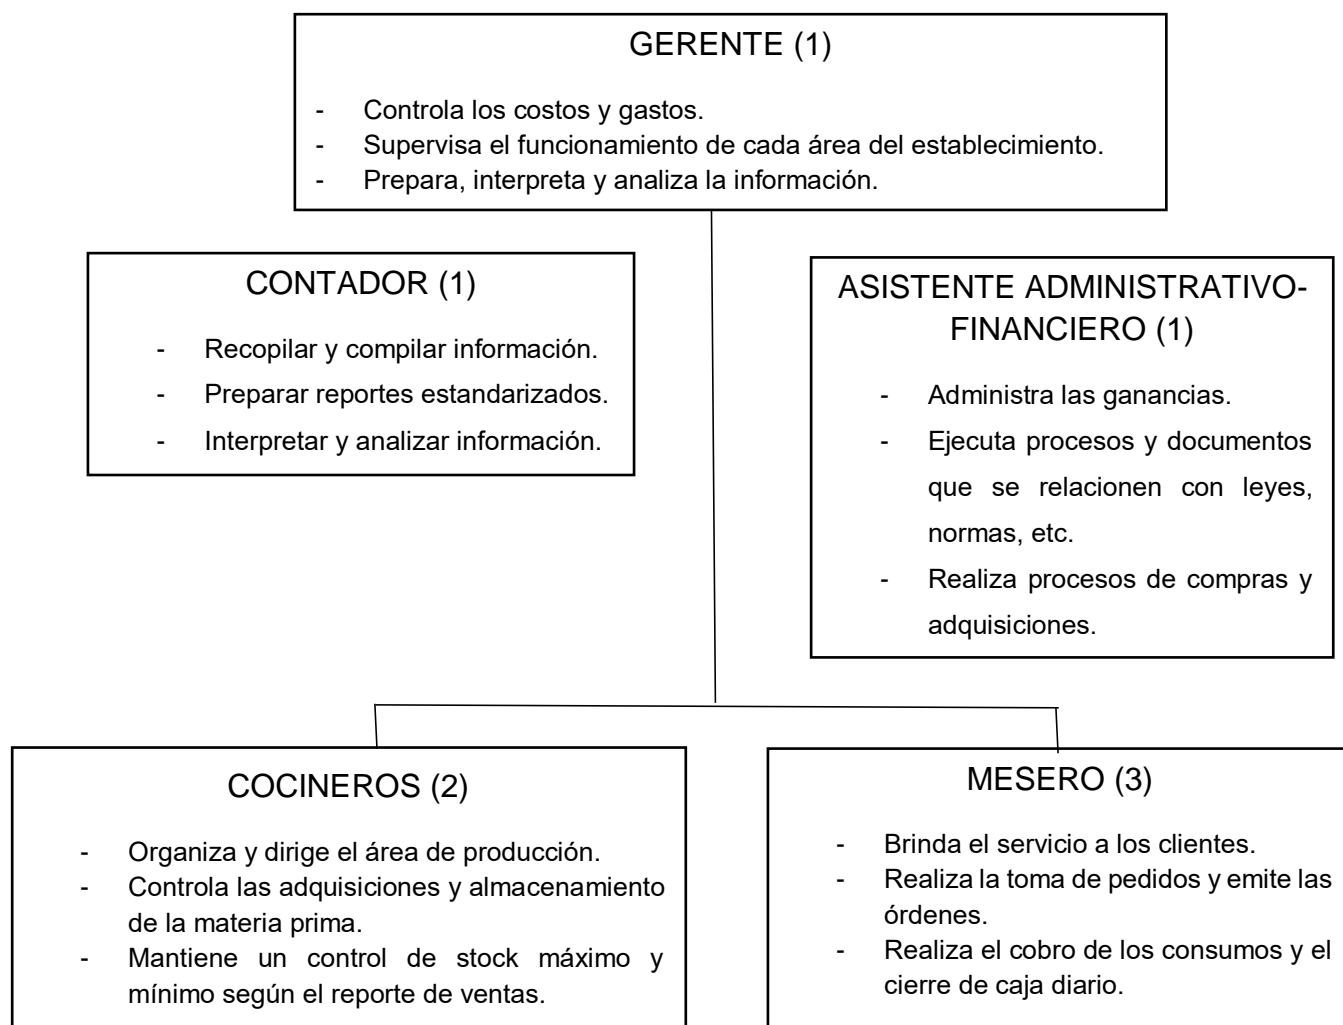 GERENTE (1)
- Controla los costos y gastos.
- Supervisa el funcionamiento de cada área del establecimiento.
- Prepara, interpreta y analiza la información.
CONTADOR (1)
- Recopilar y compilar información.
- Preparar reportes estandarizados.
- Interpretar y analizar información.
ASISTENTE ADMINISTRATIVO-
FINANCIERO (1)
- Administra las ganancias.
- Ejecuta procesos y documentos
que se relacionen con leyes,
normas, etc.
- Realiza procesos de compras y
adquisiciones.
COCINEROS (2)
- Organiza y dirige el área de producción.
- Controla las adquisiciones y almacenamiento
de la materia prima.
- Mantiene un control de stock máximo y
mínimo según el reporte de ventas.
MESERO (3)
- Brinda el servicio a los clientes.
- Realiza la toma de pedidos y emite las
órdenes.
- Realiza el cobro de los consumos y el
cierre de caja diario.